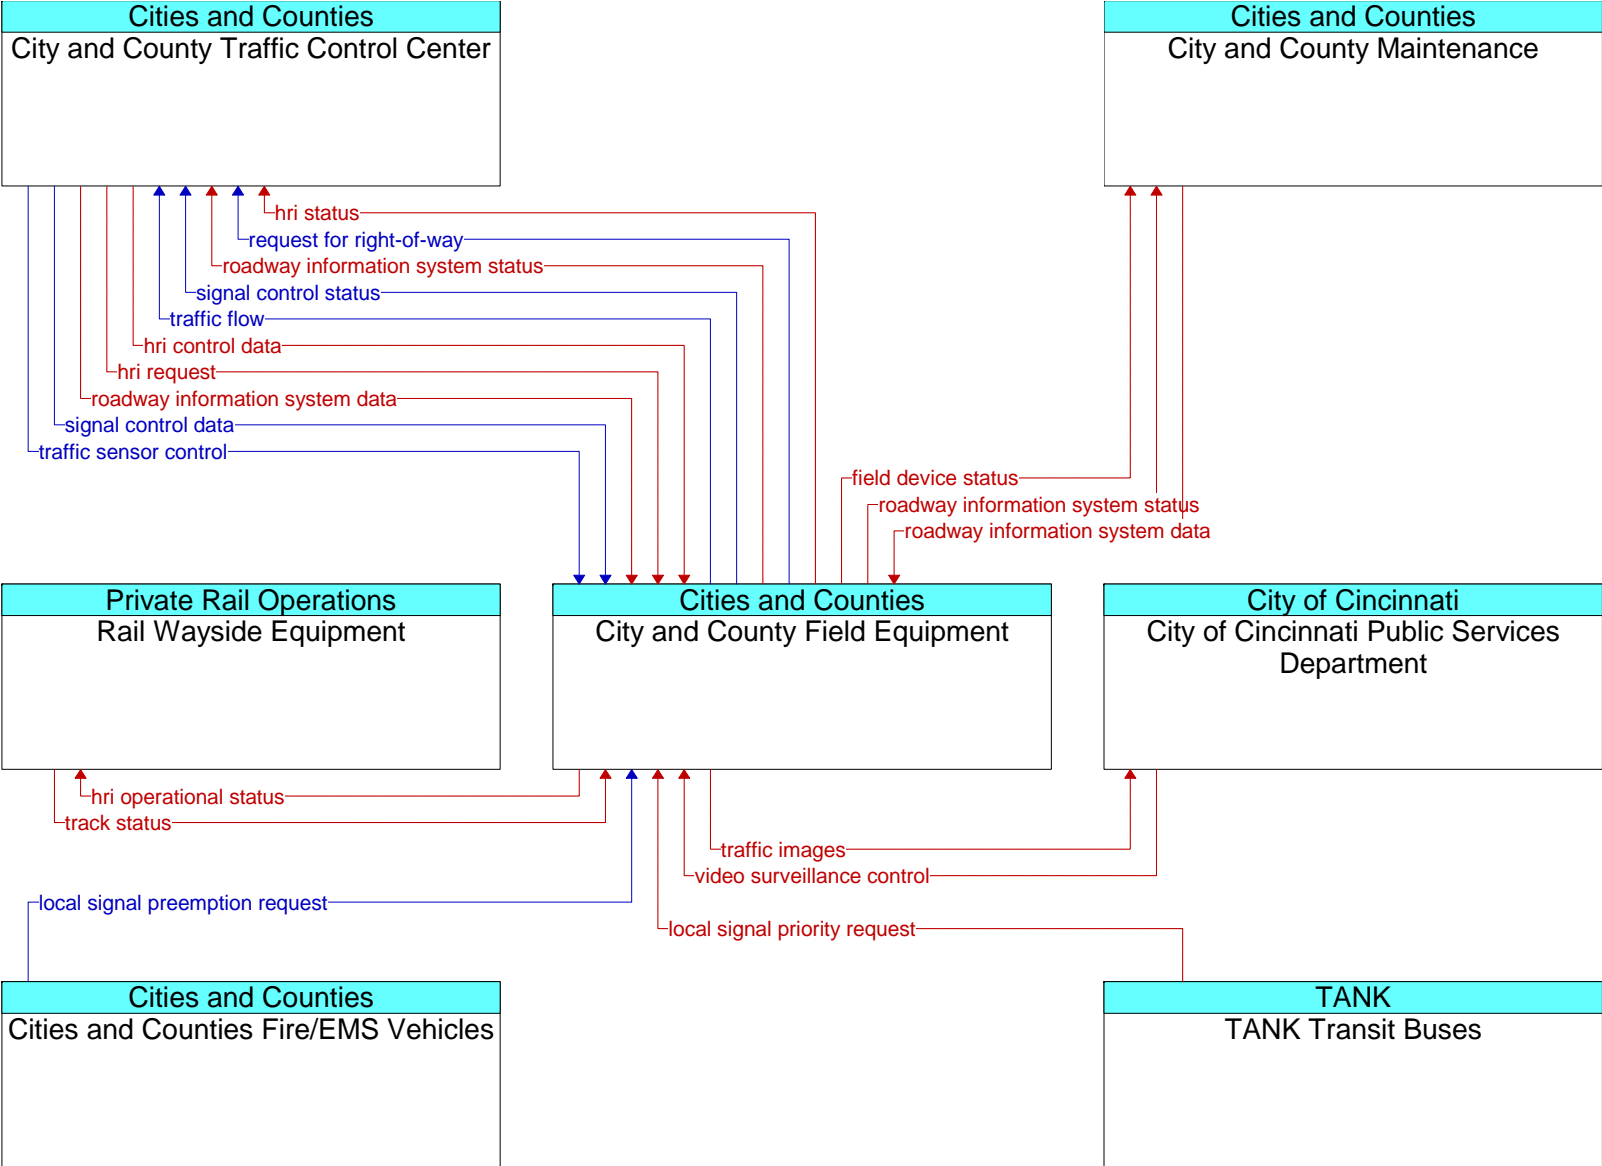 Cities and Counties
City and County Traffic Control Center
Cities and Counties
City and County Maintenance
hri status
request for right-of-way
roadway information system status
signal control status
traffic flow
hri control data
hri request
roadway information system data
signal control data
traffic sensor control
field device status
roadway information system status
roadway information system data
Private Rail Operations
Rail Wayside Equipment
Cities and Counties
City and County Field Equipment
City of Cincinnati
City of Cincinnati Public Services
Department
hri operational status
track status
traffic images
video surveillance control
local signal preemption request
local signal priority request
Cities and Counties
Cities and Counties Fire/EMS Vehicles
TANK
TANK Transit Buses